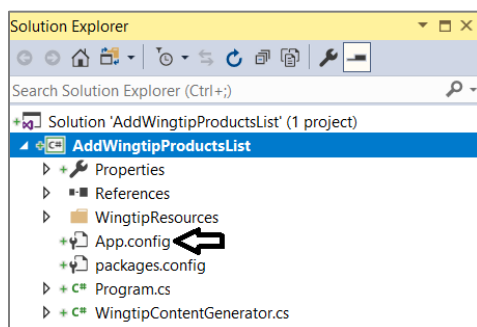 Solution Explorer
Search Solution Explorer (Ctrl+;)
Solution 'AddWingtipProductsList' (1 project)
AddWingtipProductsList
Properties
References
WingtipResources
App.config
packages.config
C# Program.cs
C# WingtipContentGenerator.cs